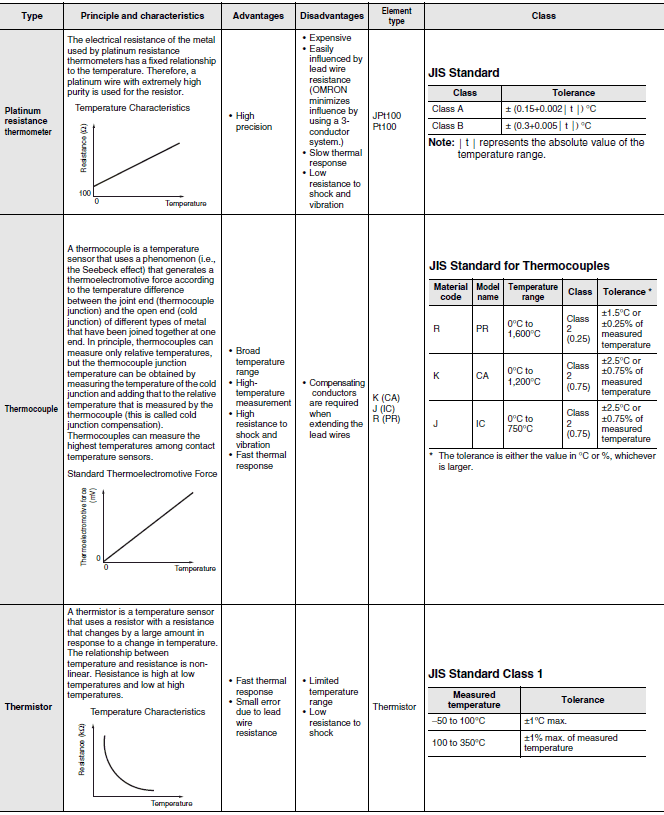 Type
Principle and characteristics
Advantages
Disadvantages
Element
type
Class
Platinum
resistance
thermometer
The electrical resistance of the metal
used by platinum resistance
thermometers has a fixed relationship
to the temperature. Therefore, a
platinum wire with extremely high
purity is used for the resistor.
Temperature Characteristics
Resistance (Ω)
100
0
Temperature
• High
precision
• Expensive
• Easily
influenced by
lead wire
resistance
(OMRON
minimizes
influence by
using a 3-
conductor
system.)
• Slow thermal
response
• Low
resistance to
shock and
vibration
JPt100
Pt100
JIS Standard
Class Tolerance
Class A ± (0.15+0.002| t |) °C
Class B ± (0.3+0.005| t |) °C
Note: | t | represents the absolute value of the
temperature range.
Thermocouple
A thermocouple is a temperature
sensor that uses a phenomenon (i.e.,
the Seebeck effect) that generates a
thermoelectromotive force according
to the temperature difference
between the joint end (thermocouple
junction) and the open end (cold
junction) of different types of metal
that have been joined together at one
end. In principle, thermocouples can
measure only relative temperatures,
but the thermocouple junction
temperature can be obtained by
measuring the temperature of the cold
junction and adding that to the relative
temperature that is measured by the
thermocouple (this is called cold
junction compensation).
Thermocouples can measure the
highest temperatures among contact
temperature sensors.
Standard Thermoelectromotive Force
Thermoelectromotive force
(mV)
0
0
Temperature
• Broad
temperature
range
• High-
temperature
measurement
• High
resistance to
shock and
vibration
• Fast thermal
response
• Compensating
conductors
are required
when
extending the
lead wires
K (CA)
J (IC)
R (PR)
JIS Standard for Thermocouples
Material
code
Model
name
Temperature
range
Class
Tolerance *
R
PR
0°C to
1,600°C
Class
2
(0.25)
±1.5°C or
±0.25% of
measured
temperature
K
CA
0°C to
1,200°C
Class
2
(0.75)
±2.5°C or
±0.75% of
measured
temperature
J
IC
0°C to
750°C
Class
2
(0.75)
±2.5°C or
±0.75% of
measured
temperature
* The tolerance is either the value in °C or %, whichever
is larger.
Thermistor
A thermistor is a temperature sensor
that uses a resistor with a resistance
that changes by a large amount in
response to a change in temperature.
The relationship between
temperature and resistance is non-
linear. Resistance is high at low
temperatures and low at high
temperatures.
Temperature Characteristics
Resistance (kΩ)
Temperature
• Fast thermal
response
• Small error
due to lead
wire
resistance
• Limited
temperature
range
• Low
resistance to
shock
Thermistor
JIS Standard Class 1
Measured
temperature
Tolerance
−50 to 100°C ±1°C max.
100 to 350°C
±1% max. of measured
temperature